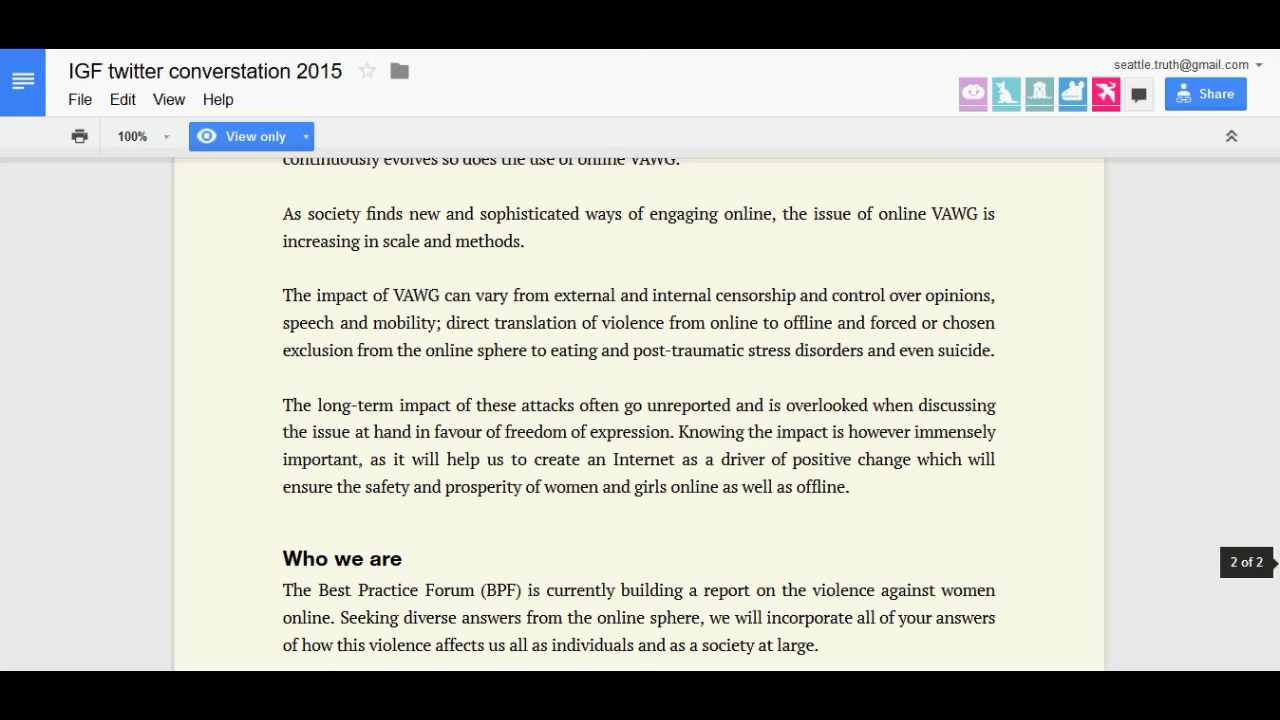 IGF twitter converstation 2015
seattle.truth@gmail.com
File Edit View Help
Share
100%
View only
continuously evolves so does the use of online VAWG.
As society finds new and sophisticated ways of engaging online, the issue of online VAWG is
increasing in scale and methods.
The impact of VAWG can vary from external and internal censorship and control over opinions,
speech and mobility; direct translation of violence from online to offline and forced or chosen
exclusion from the online sphere to eating and post-traumatic stress disorders and even suicide.
The long-term impact of these attacks often go unreported and is overlooked when discussing
the issue at hand in favour of freedom of expression. Knowing the impact is however immensely
important, as it will help us to create an Internet as a driver of positive change which will
ensure the safety and prosperity of women and girls online as well as offline.
Who we are
2 of 2
The Best Practice Forum (BPF) is currently building a report on the violence against women
online. Seeking diverse answers from the online sphere, we will incorporate all of your answers
of how this violence affects us all as individuals and as a society at large.